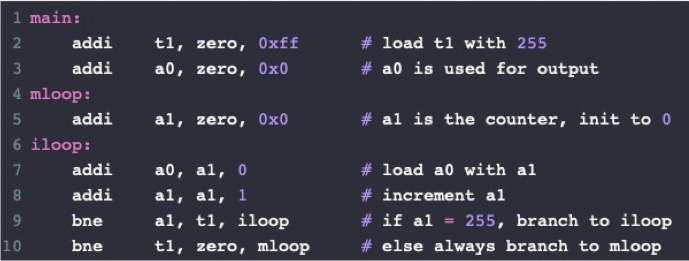 1 main:
2     addi    t1, zero, 0xff      # load t1 with 255
3     addi    a0, zero, 0x0       # a0 is used for output
4 mloop:
5     addi    a1, zero, 0x0       # a1 is the counter, init to 0
6 iloop:
7     addi    a0, a1, 0           # load a0 with a1
8     addi    a1, a1, 1           # increment a1
9     bne     a1, t1, iloop       # if a1 = 255, branch to iloop
10    bne     t1, zero, mloop     # else always branch to mloop